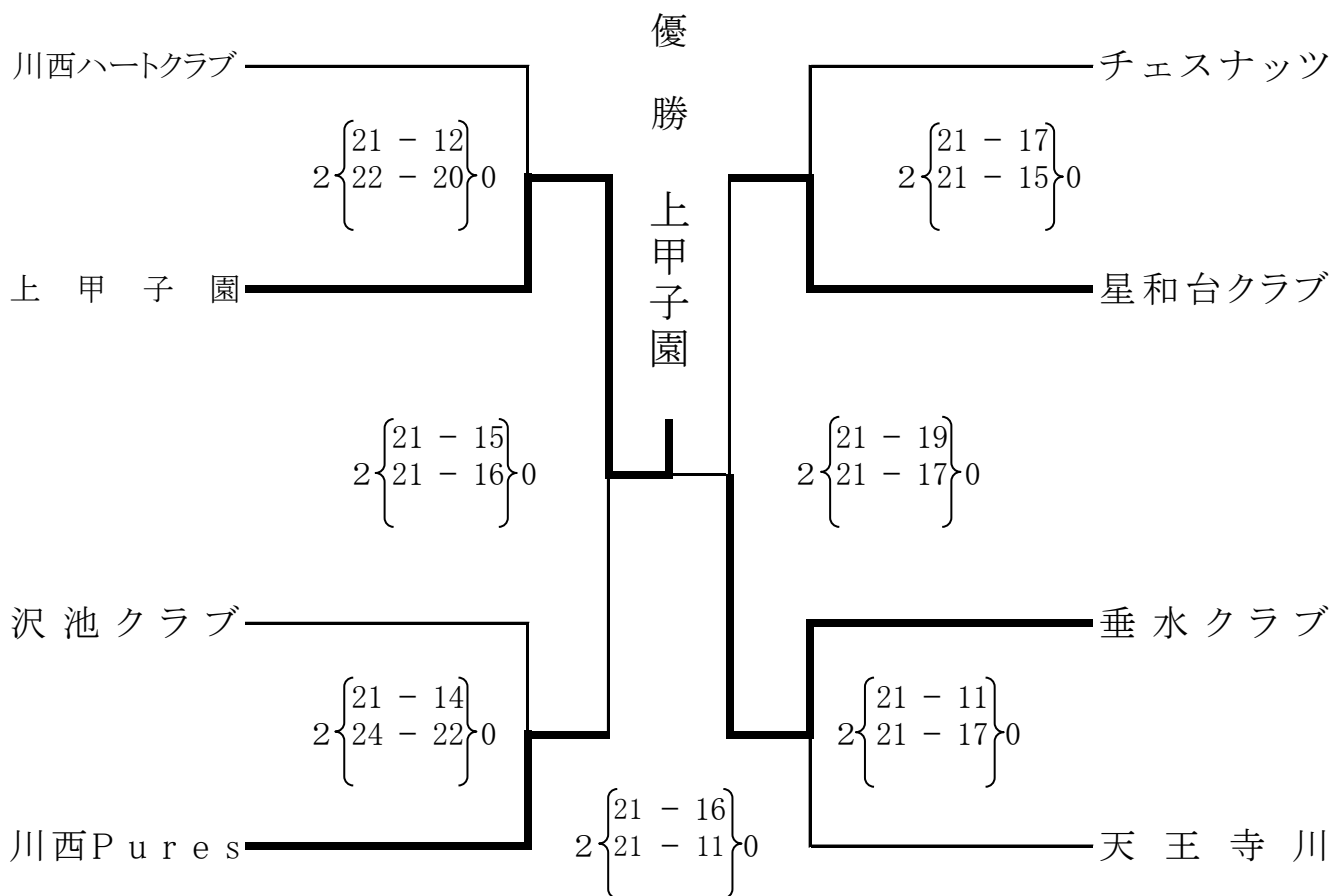 優勝 上甲子園
川西ハートクラブ
チェスナッツ
21 - 12
2 22 - 20 0
21 - 17
2 21 - 15 0
上甲子園
星和台クラブ
21 - 15
2 21 - 16 0
21 - 19
2 21 - 17 0
沢池クラブ
垂水クラブ
21 - 14
2 24 - 22 0
21 - 11
2 21 - 17 0
川西Pures
天王寺川
21 - 16
2 21 - 11 0